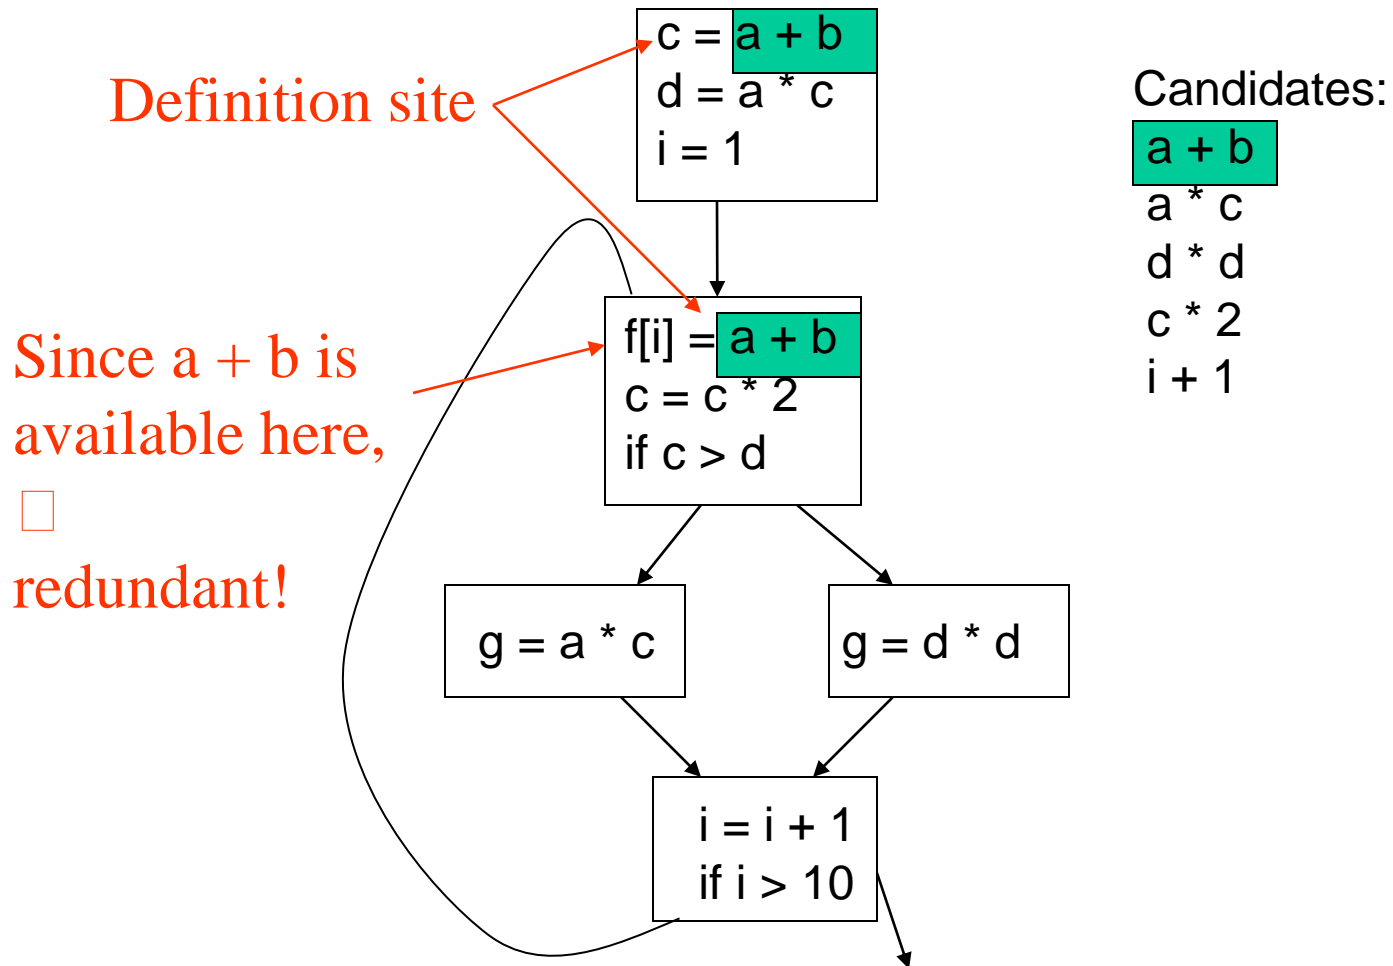 c = a + b
d = a * c
i = 1
Definition site
Candidates:
a + b
a * c
d * d
c * 2
i + 1
Since a + b is
available here,
redundant!
f[i] = a + b
c = c * 2
if c > d
g = a * c
g = d * d
i = i + 1
if i > 10